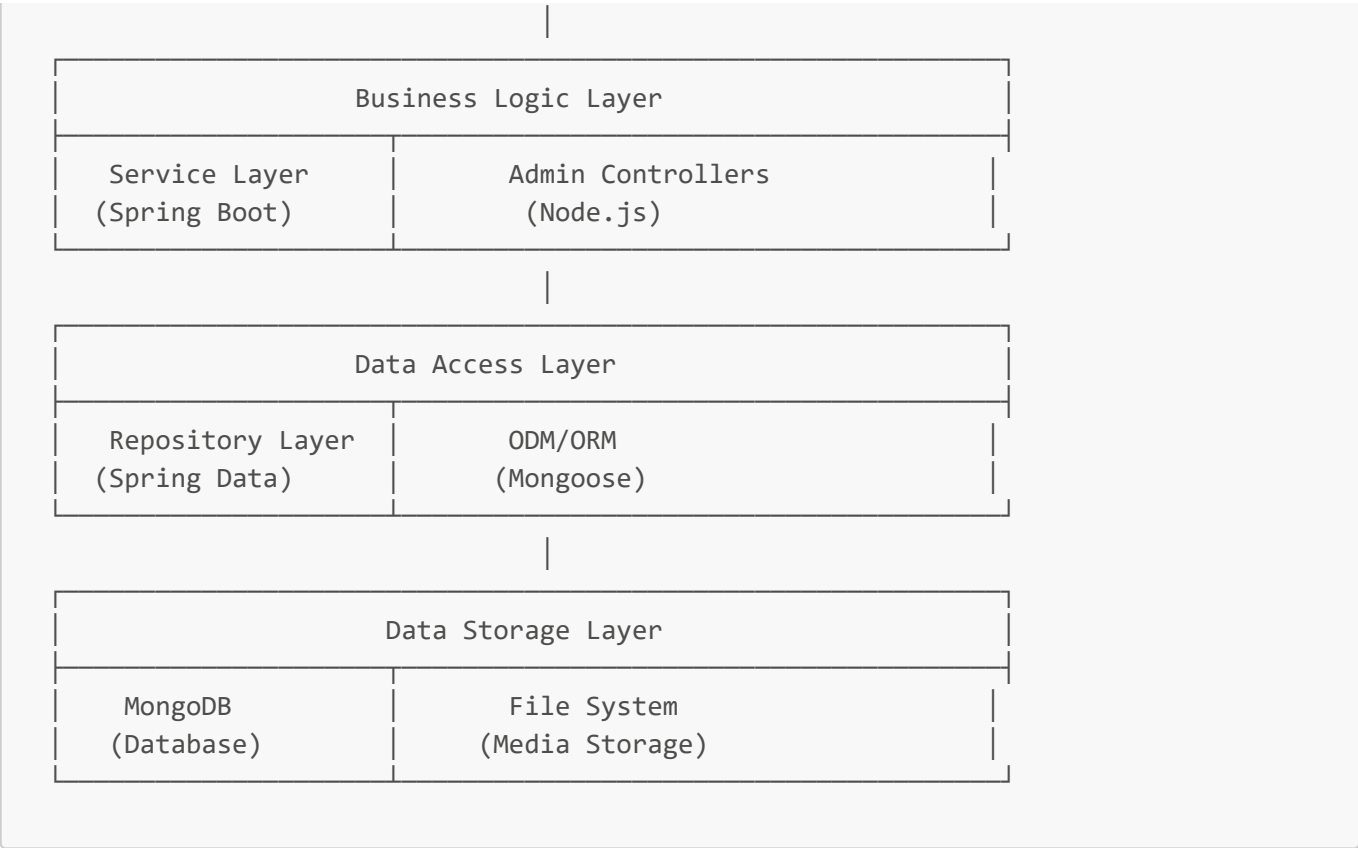 Business Logic Layer
Service Layer Admin Controllers
(Spring Boot) (Node.js)
Data Access Layer
Repository Layer ODM/ORM
(Spring Data) (Mongoose)
Data Storage Layer
MongoDB File System
(Database) (Media Storage)